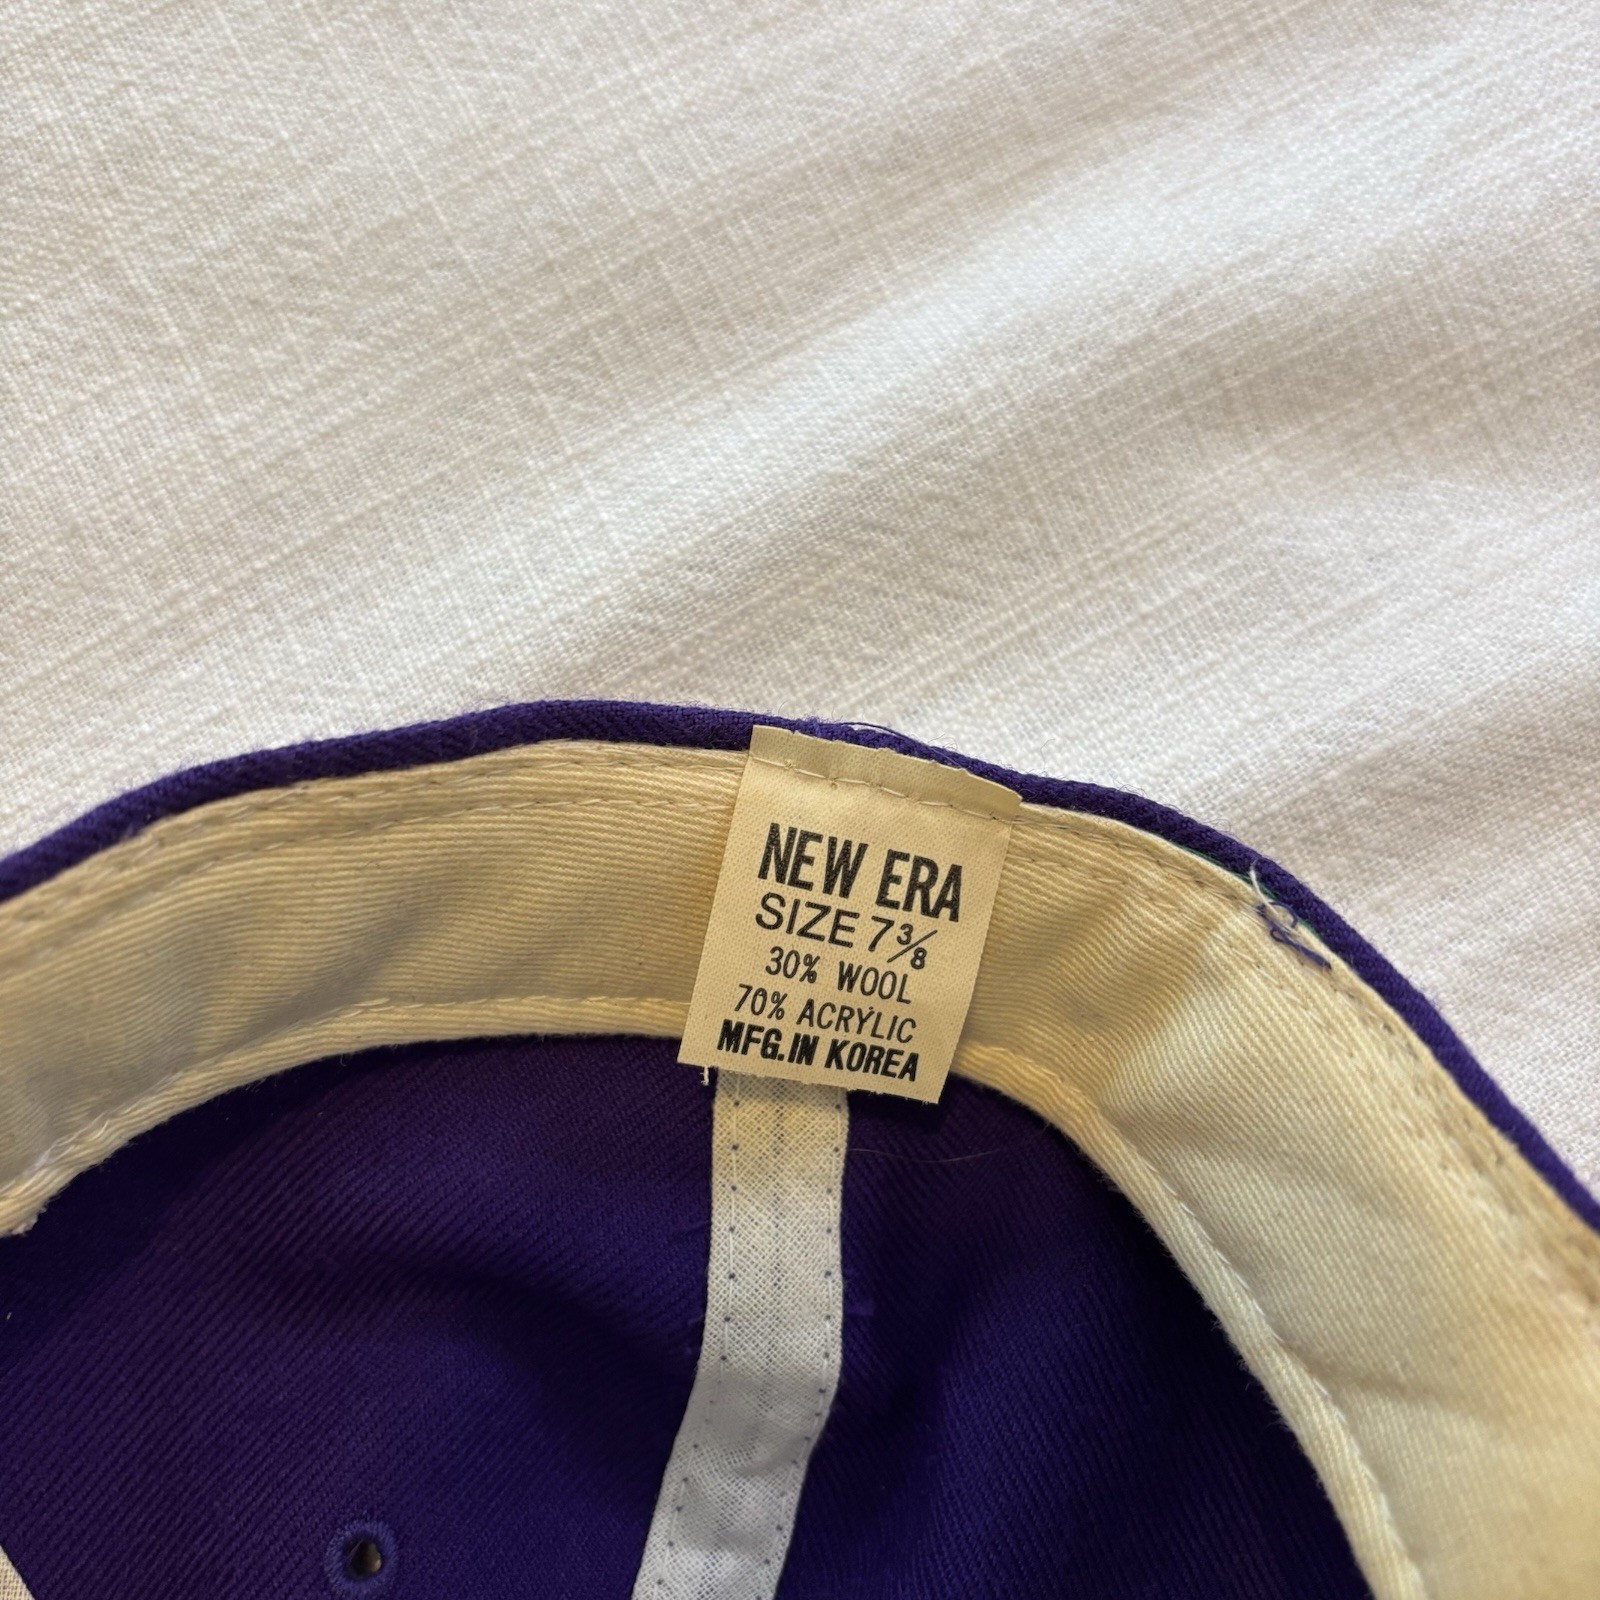 NEW ERA
SIZE 7 3/8
30% WOOL
70% ACRYLIC
MFG.IN KOREA